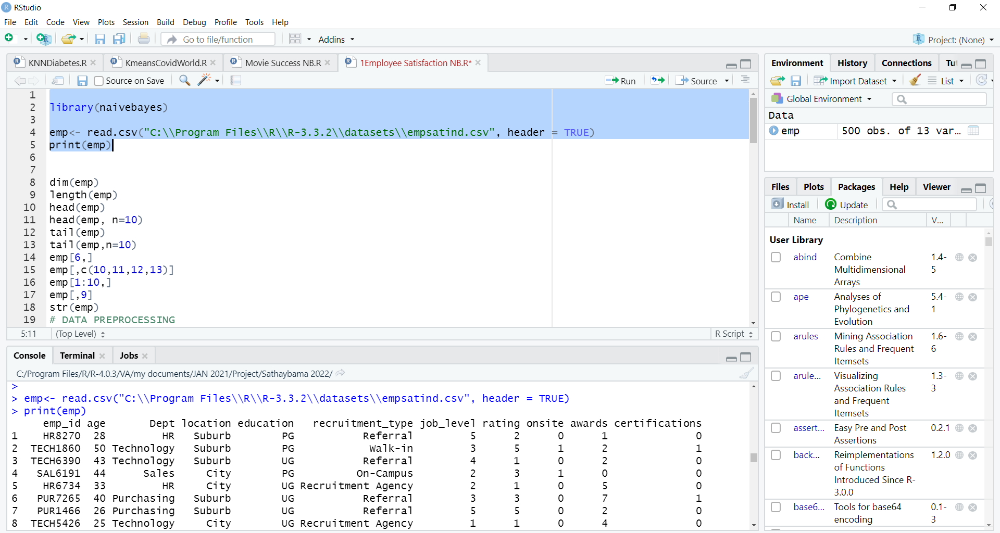 RStudio
File Edit Code View Plots Session Build Debug Profile Tools Help
Go to file/function Addins Project: (None)
KNNDiabetes.R KmeansCovidWorld.R Movie Success NB.R 1Employee Satisfaction NB.R*
Source on Save Run Source
1
2 library(naivebayes)
3
4 emp<- read.csv("C:\\Program Files\\R\\R-3.3.2\\datasets\\empsatind.csv", header = TRUE)
5 print(emp)
6
7
8 dim(emp)
9 length(emp)
10 head(emp)
11 head(emp, n=10)
12 tail(emp)
13 tail(emp,n=10)
14 emp[6,]
15 emp[,c(10,11,12,13)]
16 emp[1:10,]
17 emp[,9]
18 str(emp)
19 # DATA PREPROCESSING
5:11 (Top Level) R Script
Console Terminal Jobs
C:/Program Files/R/R-4.0.3/VA/my documents/JAN 2021/Project/Sathaybama 2022/
>
> emp<- read.csv("C:\\Program Files\\R\\R-3.3.2\\datasets\\empsatind.csv", header = TRUE)
> print(emp)
emp_id age Dept location education recruitment_type job_level rating onsite awards certifications
1 HR8270 28 HR Suburb PG Referral 5 2 0 1 0
2 TECH1860 50 Technology Suburb PG Walk-in 3 5 1 2 1
3 TECH6390 43 Technology Suburb UG Referral 4 1 0 2 0
4 SAL6191 44 Sales City PG On-Campus 2 3 1 0 0
5 HR6734 33 HR City UG Recruitment Agency 2 1 0 5 0
6 PUR7265 40 Purchasing Suburb UG Referral 3 3 0 7 1
7 PUR1466 26 Purchasing Suburb UG Referral 5 5 0 2 0
8 TECH5426 25 Technology City UG Recruitment Agency 1 1 0 4 0
Environment History Connections Tu
Import Dataset List
Global Environment
Data
emp 500 obs. of 13 var…
Files Plots Packages Help Viewer
Install Update
Name Description V...
User Library
abind Combine 1.4-
Multidimensional 5
Arrays
ape Analyses of 5.4-
Phylogenetics and 1
Evolution
arules Mining Association 1.6-
Rules and Frequent 6
Itemsets
arule... Visualizing 1.3-
Association Rules 3
and Frequent
Itemsets
assert... Easy Pre and Post 0.2.1
Assertions
back... Reimplementations 1.2.0
of Functions
Introduced Since R-
3.0.0
base6... Tools for base64 0.1-
encoding 3